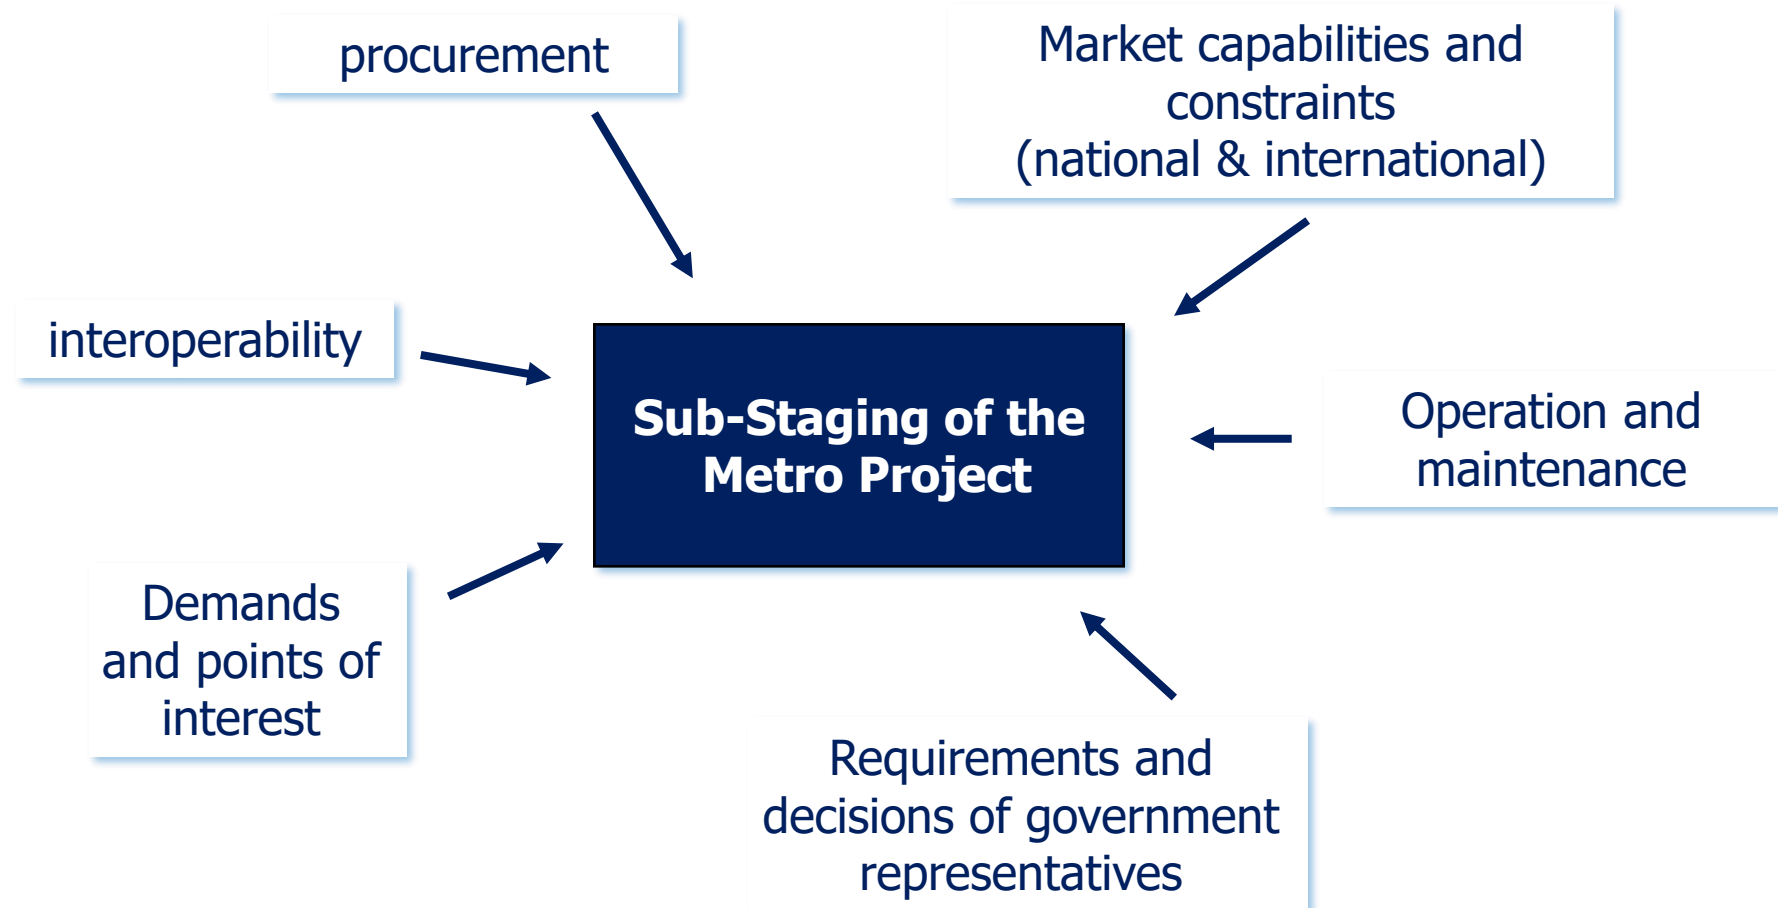 procurement
Market capabilities and
constraints
(national & international)
interoperability
Sub-Staging of the
Metro Project
Operation and
maintenance
Demands
and points of
interest
Requirements and
decisions of government
representatives